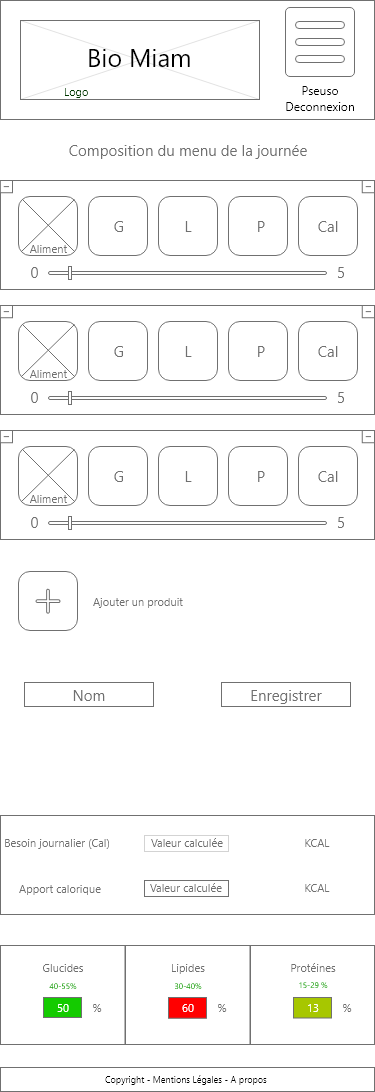 Bio Miam
Logo
Pseuso
Deconnexion
Composition du menu de la journée
Aliment G L P Cal
0 5
Aliment G L P Cal
0 5
Aliment G L P Cal
0 5
Ajouter un produit
Nom Enregistrer
Besoin journalier (Cal) Valeur calculée KCAL
Apport calorique Valeur calculée KCAL
Glucides Lipides Protéines
40-55% 30-40% 15-29 %
50 % 60 % 13 %
Copyright - Mentions Légales - A propos